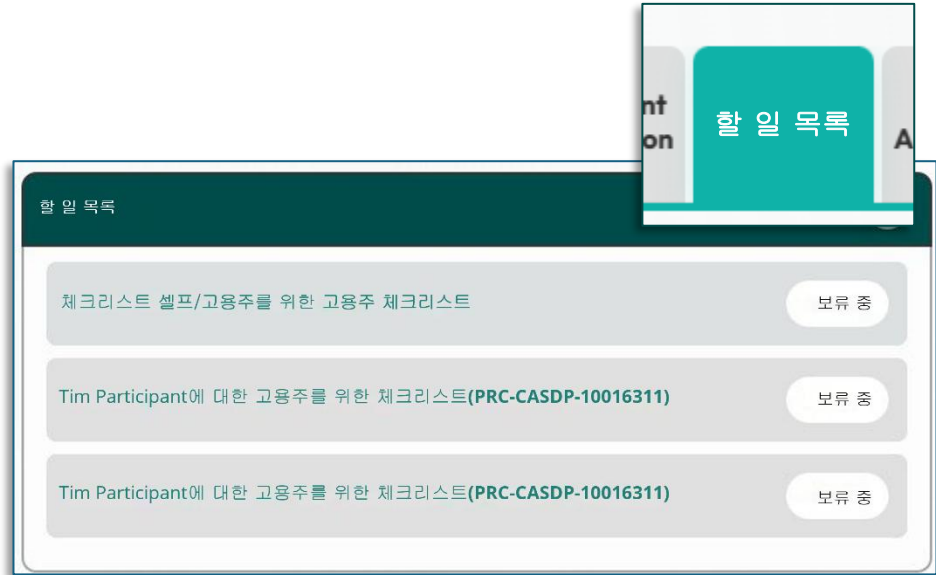 nt
on
할 일 목록
A
할 일 목록
체크리스트 셀프/고용주를 위한 고용주 체크리스트
보류 중
Tim Participant에 대한 고용주를 위한 체크리스트(PRC-CASDP-10016311)
보류 중
Tim Participant에 대한 고용주를 위한 체크리스트(PRC-CASDP-10016311)
보류 중